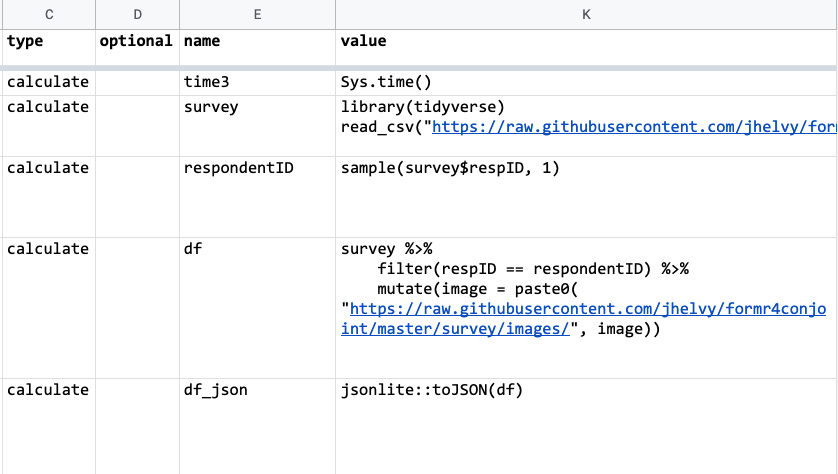 C D E K
type optional name value
calculate time3 Sys.time()
calculate survey library(tidyverse)
read_csv("https://raw.githubusercontent.com/jhelvy/for
calculate respondentID sample(survey$respID, 1)
calculate df survey %>%
filter(respID == respondentID) %>%
mutate(image = paste0(
"https://raw.githubusercontent.com/jhelvy/formr4conjo
int/master/survey/images/", image))
calculate df_json jsonlite::toJSON(df)